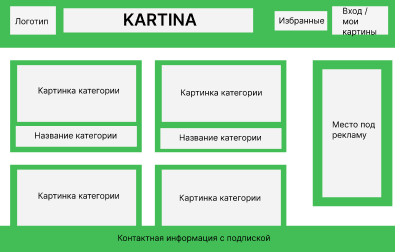 Логотип
KARTINA
Избранные
Вход /
мои
картины
Картинка категории
Картинка категории
Название категории
Название категории
Место под
рекламу
Картинка категории
Картинка категории
Контактная информация с подпиской